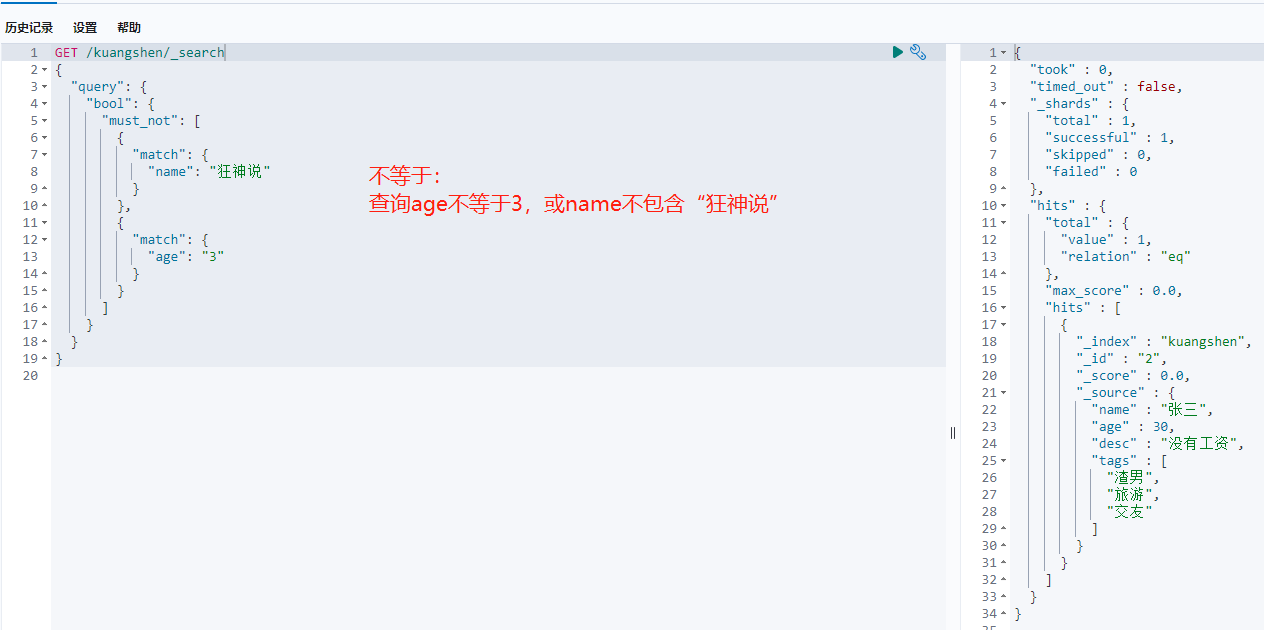 历史记录 设置 帮助
1 GET /kuangshen/_search
2 {
3 "query": {
4 "bool": {
5 "must_not": [
6 {
7 "match": {
8 "name": "狂神说"
9 }
10 },
11 {
12 "match": {
13 "age": "3"
14 }
15 }
16 ]
17 }
18 }
19 }
20
不等于：
查询age不等于3，或name不包含“狂神说”
1 {
2 "took" : 0,
3 "timed_out" : false,
4 "_shards" : {
5 "total" : 1,
6 "successful" : 1,
7 "skipped" : 0,
8 "failed" : 0
9 },
10 "hits" : {
11 "total" : {
12 "value" : 1,
13 "relation" : "eq"
14 },
15 "max_score" : 0.0,
16 "hits" : [
17 {
18 "_index" : "kuangshen",
19 "_id" : "2",
20 "_score" : 0.0,
21 "_source" : {
22 "name" : "张三",
23 "age" : 30,
24 "desc" : "没有工资",
25 "tags" : [
26 "渣男",
27 "旅游",
28 "交友"
29 ]
30 }
31 }
32 ]
33 }
34 }
35